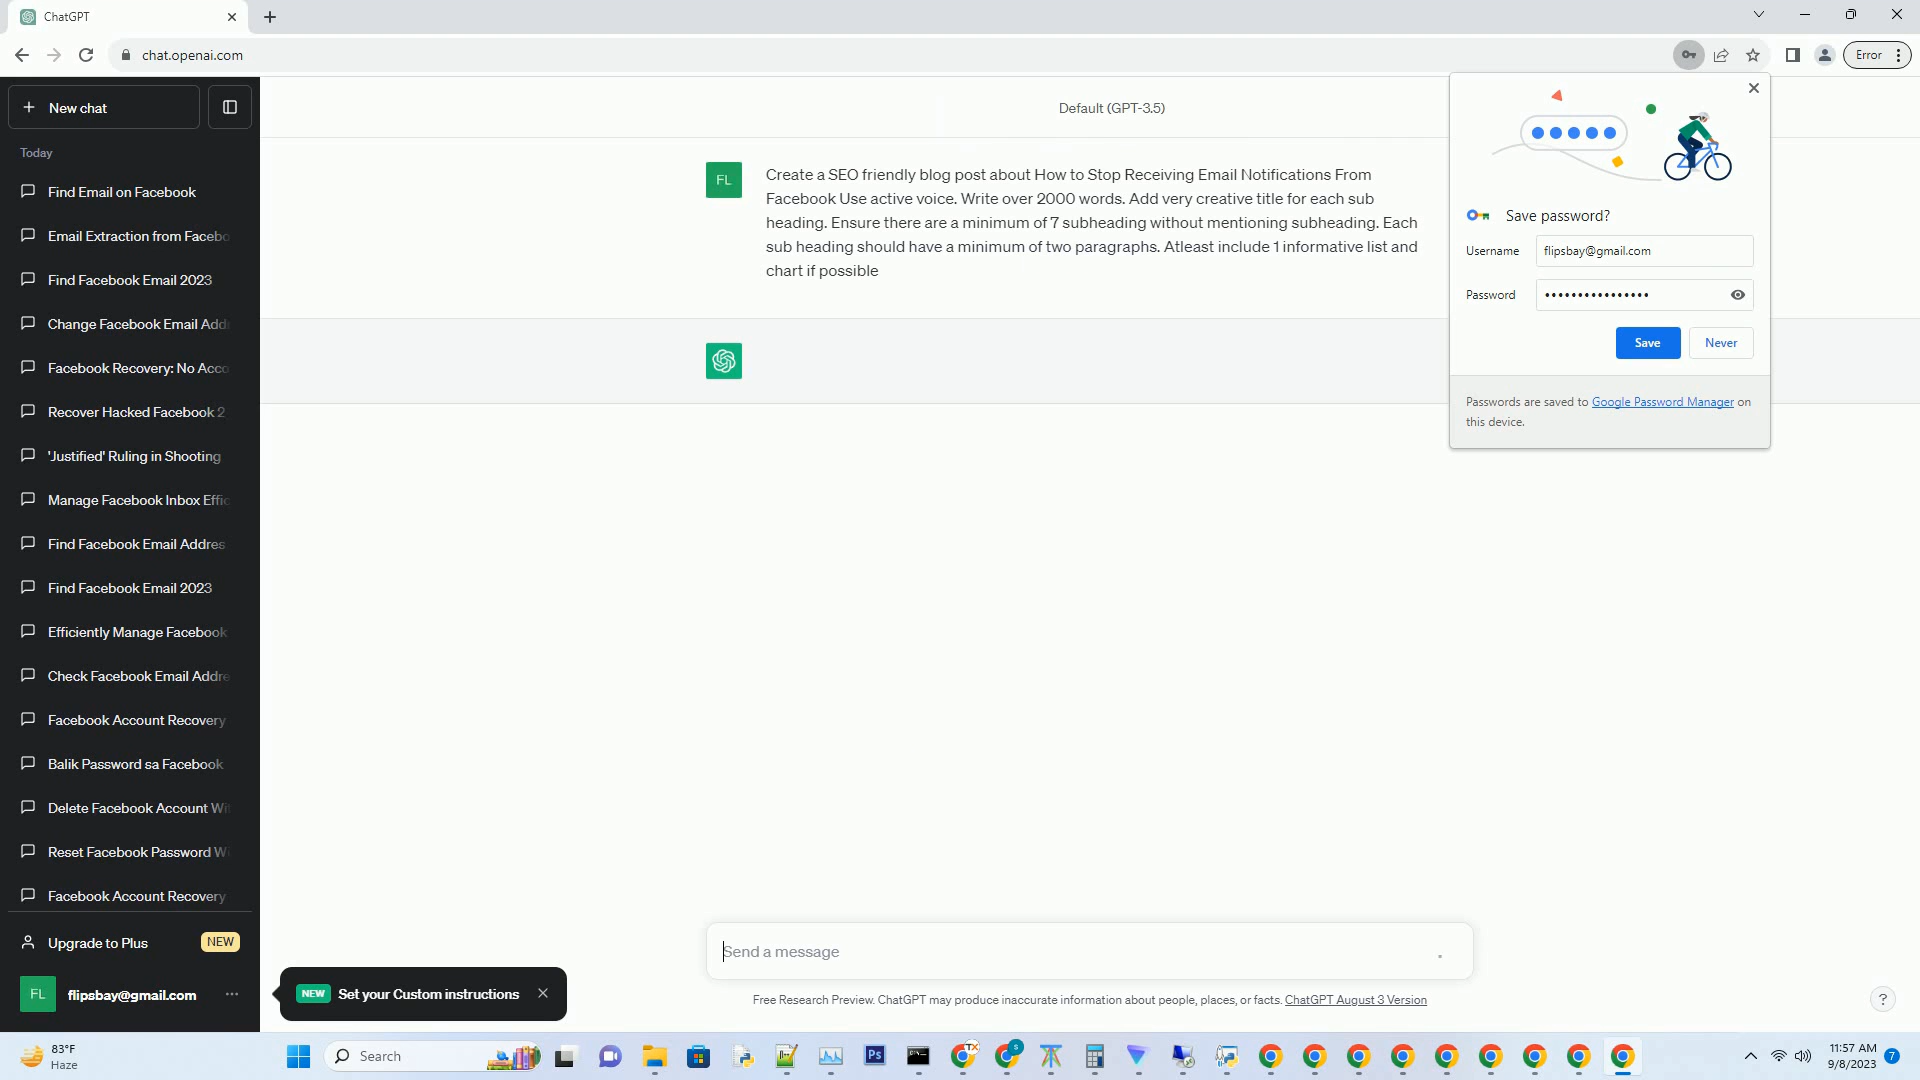 ChatGPT
chat.openai.com
Error
New chat
Today
Find Email on Facebook
Email Extraction from Facebo
Find Facebook Email 2023
Change Facebook Email Add
Facebook Recovery: No Acco
Recover Hacked Facebook 2
'Justified' Ruling in Shooting
Manage Facebook Inbox Effic
Find Facebook Email Addres
Find Facebook Email 2023
Efficiently Manage Facebook
Check Facebook Email Addre
Facebook Account Recovery
Balik Password sa Facebook
Delete Facebook Account Wi
Reset Facebook Password W
Facebook Account Recovery
Upgrade to Plus NEW
FL flipsbay@gmail.com
NEW Set your Custom instructions
Default (GPT-3.5)
FL
Create a SEO friendly blog post about How to Stop Receiving Email Notifications From
Facebook Use active voice. Write over 2000 words. Add very creative title for each sub
heading. Ensure there are a minimum of 7 subheading without mentioning subheading. Each
sub heading should have a minimum of two paragraphs. Atleast include 1 informative list and
chart if possible
Save password?
Username flipsbay@gmail.com
Password ••••••••••••••••
Save Never
Passwords are saved to Google Password Manager on
this device.
Send a message
Free Research Preview. ChatGPT may produce inaccurate information about people, places, or facts. ChatGPT August 3 Version
?
83°F
Haze
Search
Ps
TX
S
11:57 AM
9/8/2023
7